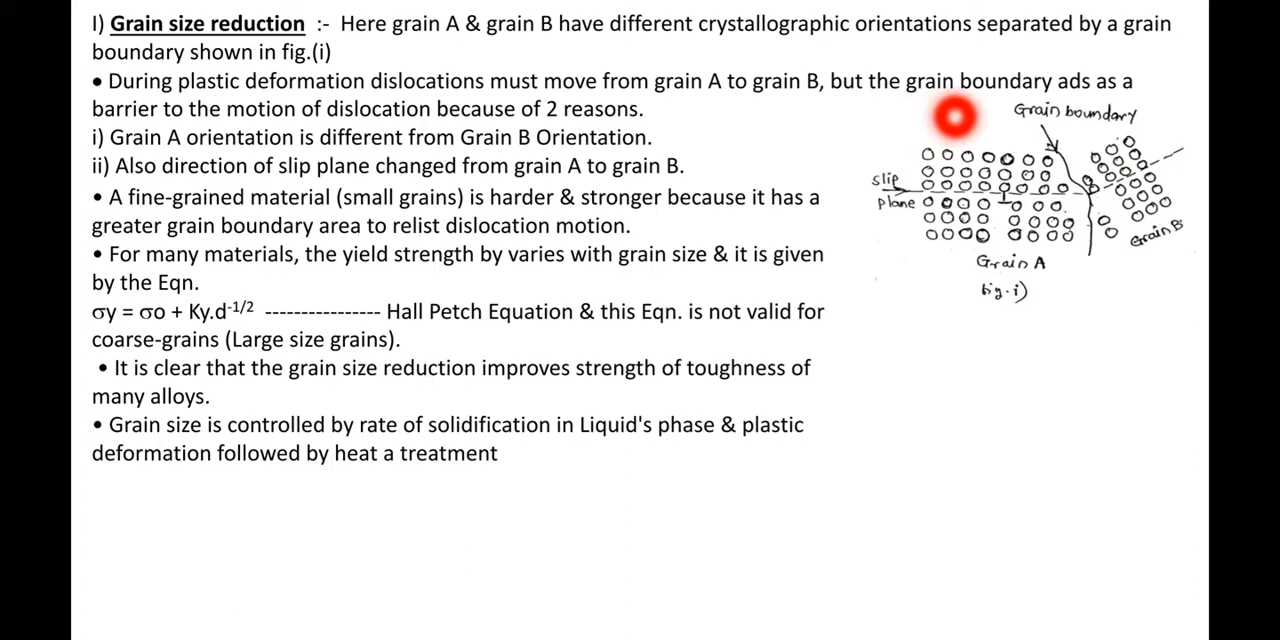 I) Grain size reduction :- Here grain A & grain B have different crystallographic orientations separated by a grain
boundary shown in fig.(i)
• During plastic deformation dislocations must move from grain A to grain B, but the grain boundary ads as a
barrier to the motion of dislocation because of 2 reasons.
i) Grain A orientation is different from Grain B Orientation.
ii) Also direction of slip plane changed from grain A to grain B.
• A fine-grained material (small grains) is harder & stronger because it has a
greater grain boundary area to relist dislocation motion.
• For many materials, the yield strength by varies with grain size & it is given
by the Eqn.
σy = σo + Ky.d-1/2 ---------------- Hall Petch Equation & this Eqn. is not valid for
coarse-grains (Large size grains).
• It is clear that the grain size reduction improves strength of toughness of
many alloys.
• Grain size is controlled by rate of solidification in Liquid's phase & plastic
deformation followed by heat a treatment
Grain boundary
slip
plane
Grain B
Grain A
fig. i)